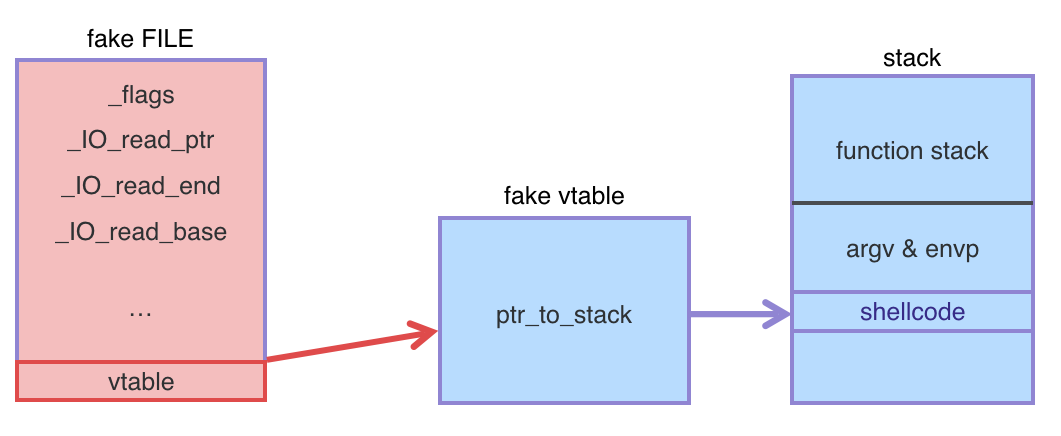 fake FILE
_flags
_IO_read_ptr
_IO_read_end
_IO_read_base
...
vtable
fake vtable
ptr_to_stack
stack
function stack
argv & envp
shellcode